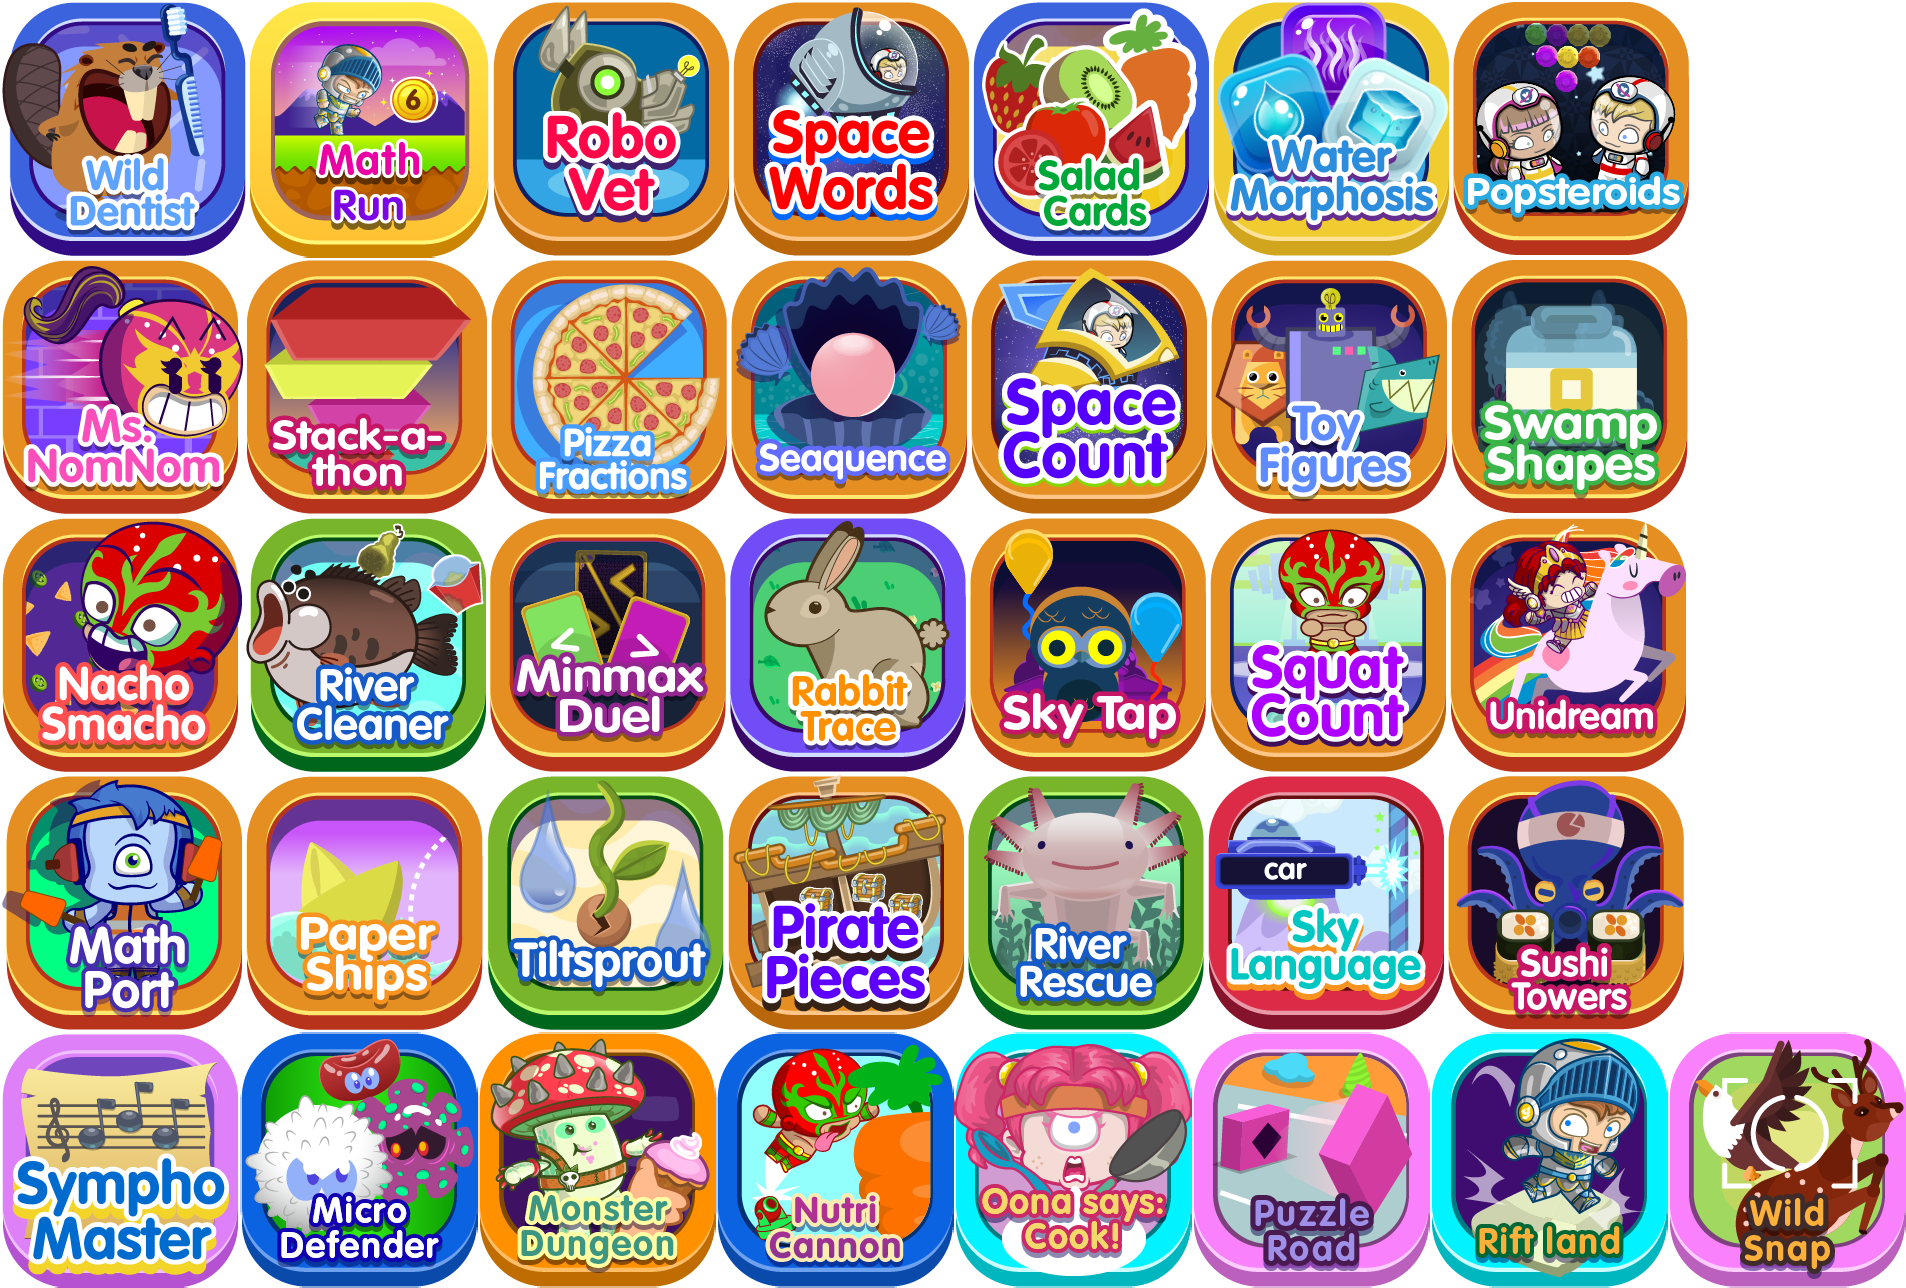 Wild
Dentist
6
Math
Run
Robo
Vet
Space
Words
Salad
Cards
Water
Morphosis
Popsteroids
Ms.
NomNom
Stack-a-
thon
Pizza
Fractions
Seaquence
Space
Count
Toy
Figures
Swamp
Shapes
Nacho
Smacho
River
Cleaner
< >
Minmax
Duel
Rabbit
Trace
Sky Tap
Squat
Count
Unidream
Math
Port
Paper
Ships
Tiltsprout
Pirate
Pieces
River
Rescue
car
Sky
Language
Sushi
Towers
Sympho
Master
Micro
Defender
Monster
Dungeon
Nutri
Cannon
Oona says:
Cook!
Puzzle
Road
Rift land
Wild
Snap